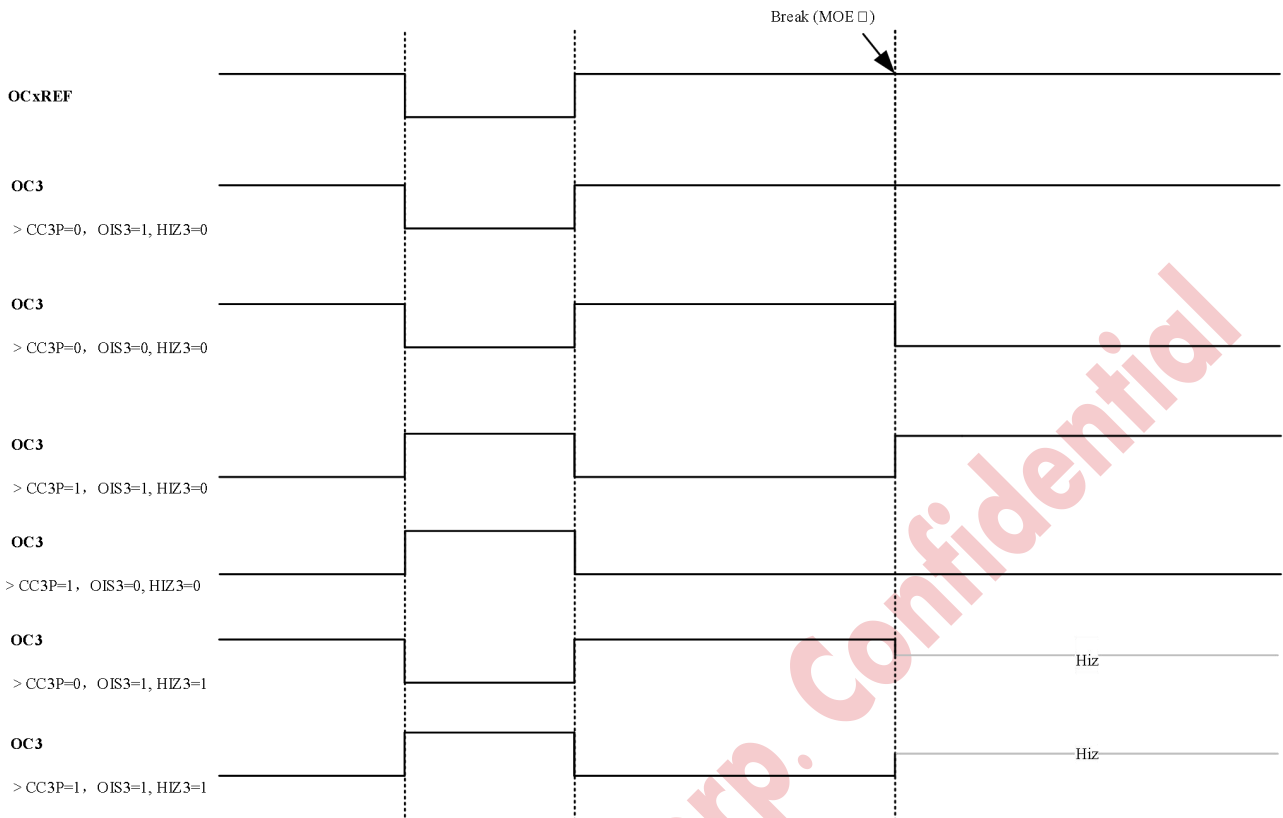 Break (MOE □)
OCxREF
OC3
> CC3P=0，OIS3=1, HIZ3=0
OC3
> CC3P=0，OIS3=0, HIZ3=0
OC3
> CC3P=1，OIS3=1, HIZ3=0
OC3
> CC3P=1，OIS3=0, HIZ3=0
OC3
> CC3P=0，OIS3=1, HIZ3=1
Hiz
OC3
> CC3P=1，OIS3=1, HIZ3=1
Hiz
rp. Confidential